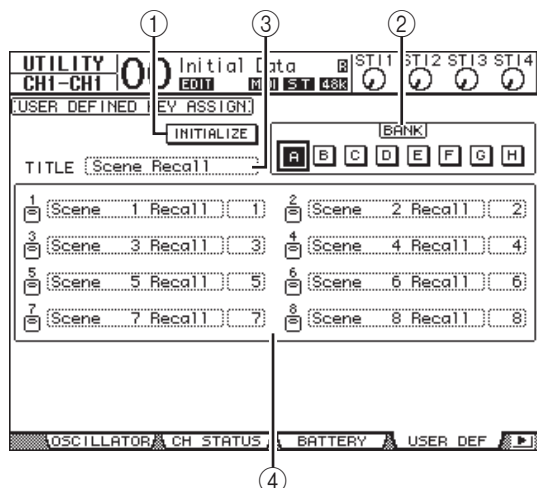 ① ③ ②
UTILITY 00 Initial Data R ST1 ST2 ST3 ST4
CH1-CH1 EDIT S.T 48K
USER DEFINED KEY ASSIGN
INITIALIZE BANK
A B C D E F G H
TITLE Scene Recall
1 Scene 1 Recall 1 2 Scene 2 Recall 2
3 Scene 3 Recall 3 4 Scene 4 Recall 4
5 Scene 5 Recall 5 6 Scene 6 Recall 6
7 Scene 7 Recall 7 8 Scene 8 Recall 8
OSCILLATOR CH STATUS BATTERY USER DEF
④